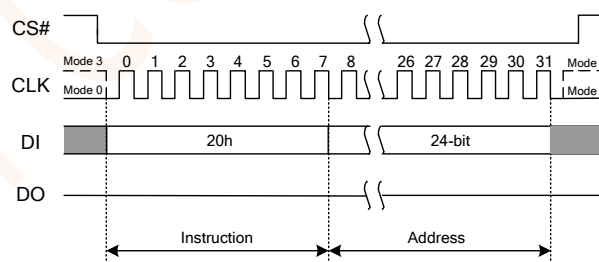 CS#
Mode 3 0 1 2 3 4 5 6 7 8 26 27 28 29 30 31 Mode
CLK
Mode 0 Mode
DI 20h 24-bit
DO
Instruction Address